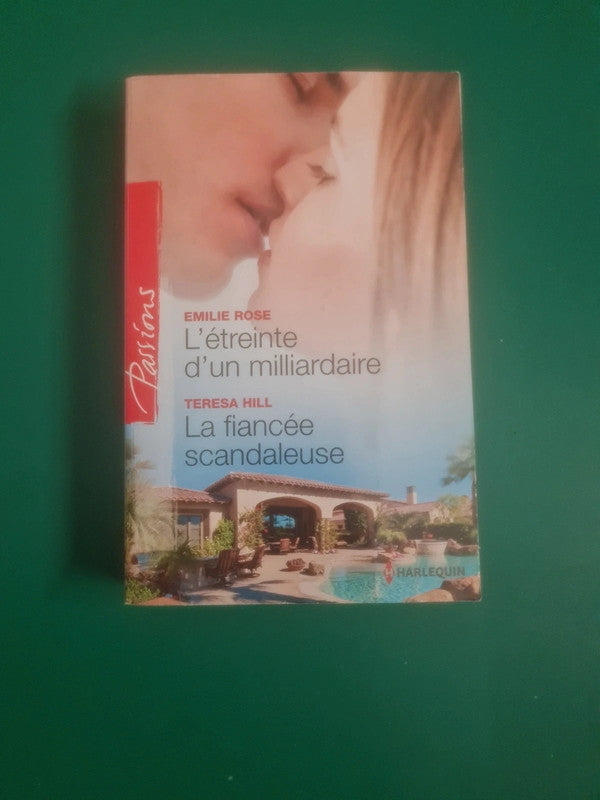 Passions
EMILIE ROSE
L'étreinte
d'un milliardaire
TERESA HILL
La fiancée
scandaleuse
HARLEQUIN